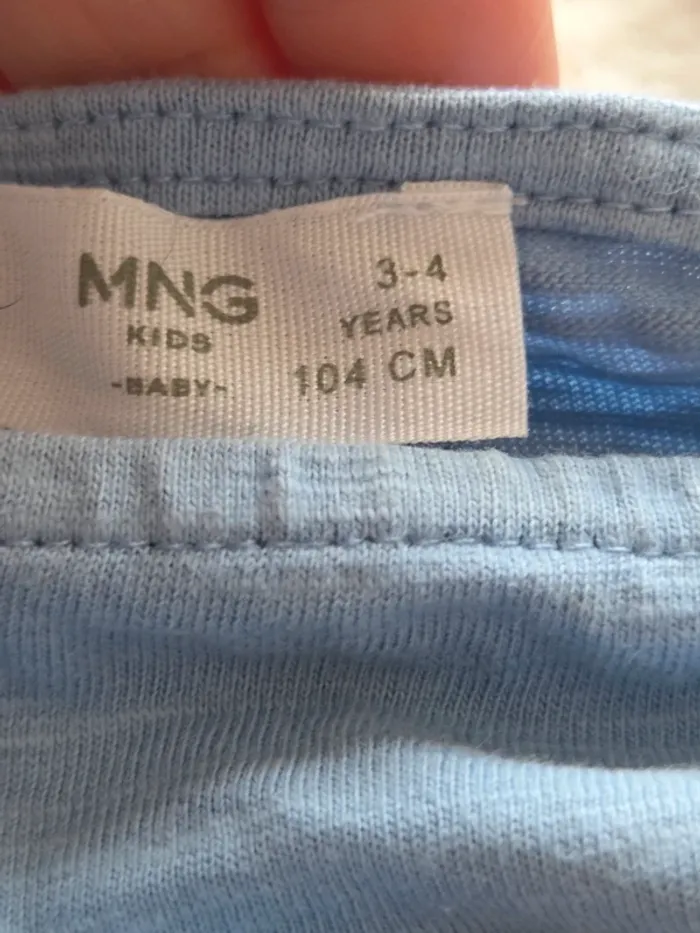 MNG
KIDS
-BABY-
3-4
YEARS
104 CM